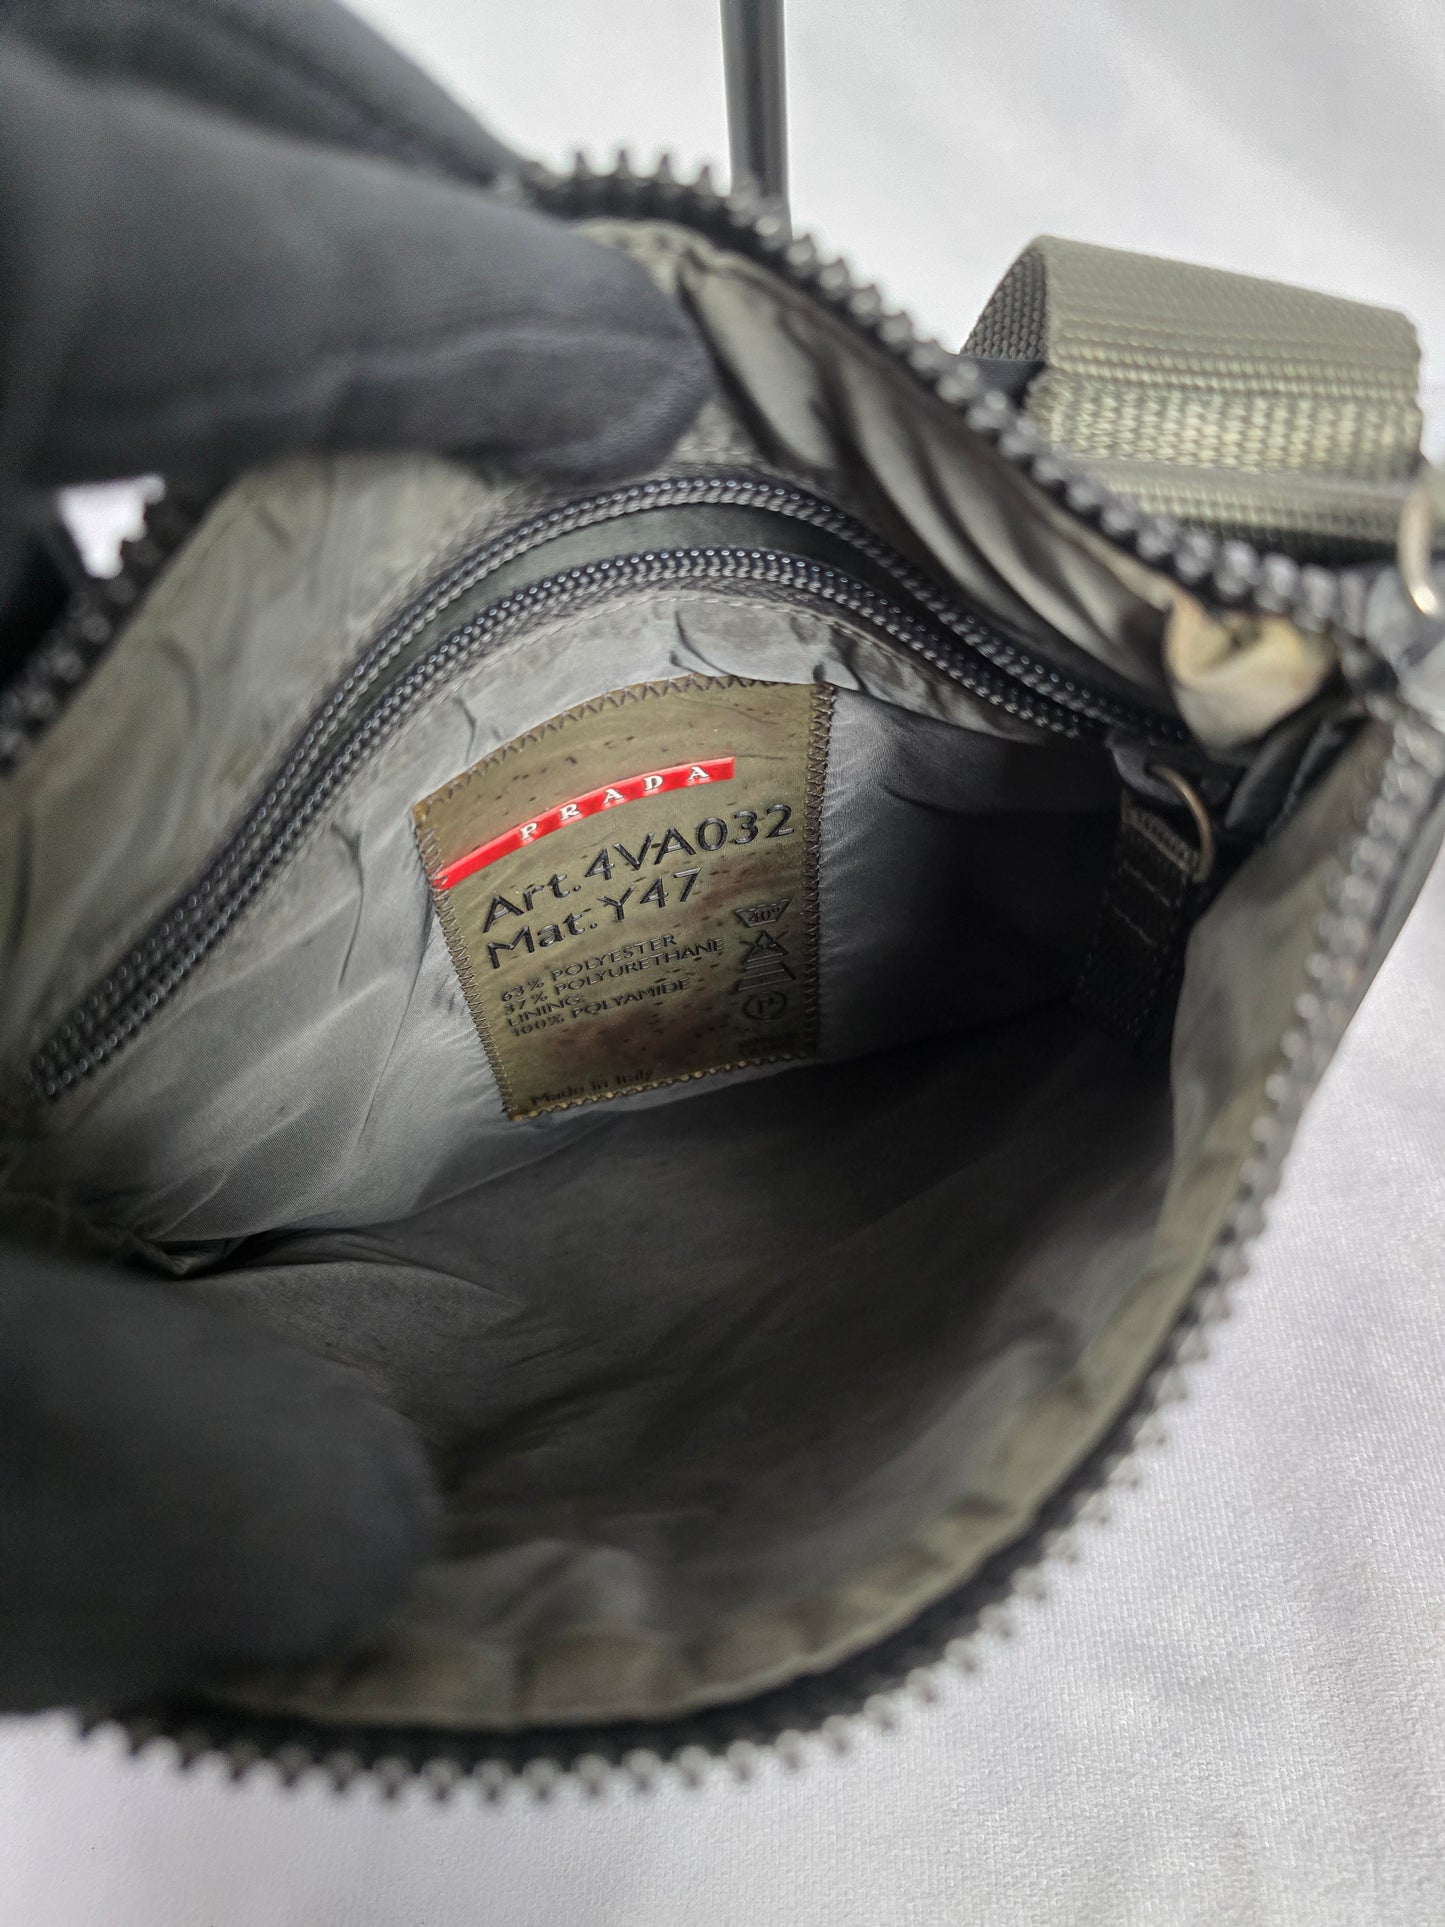 PRADA
Art. 4VA032
Mat. Y47
63% POLYESTER
37% POLYURETHANE
LINING:
100% POLYAMIDE
40°
P
Made in Italy